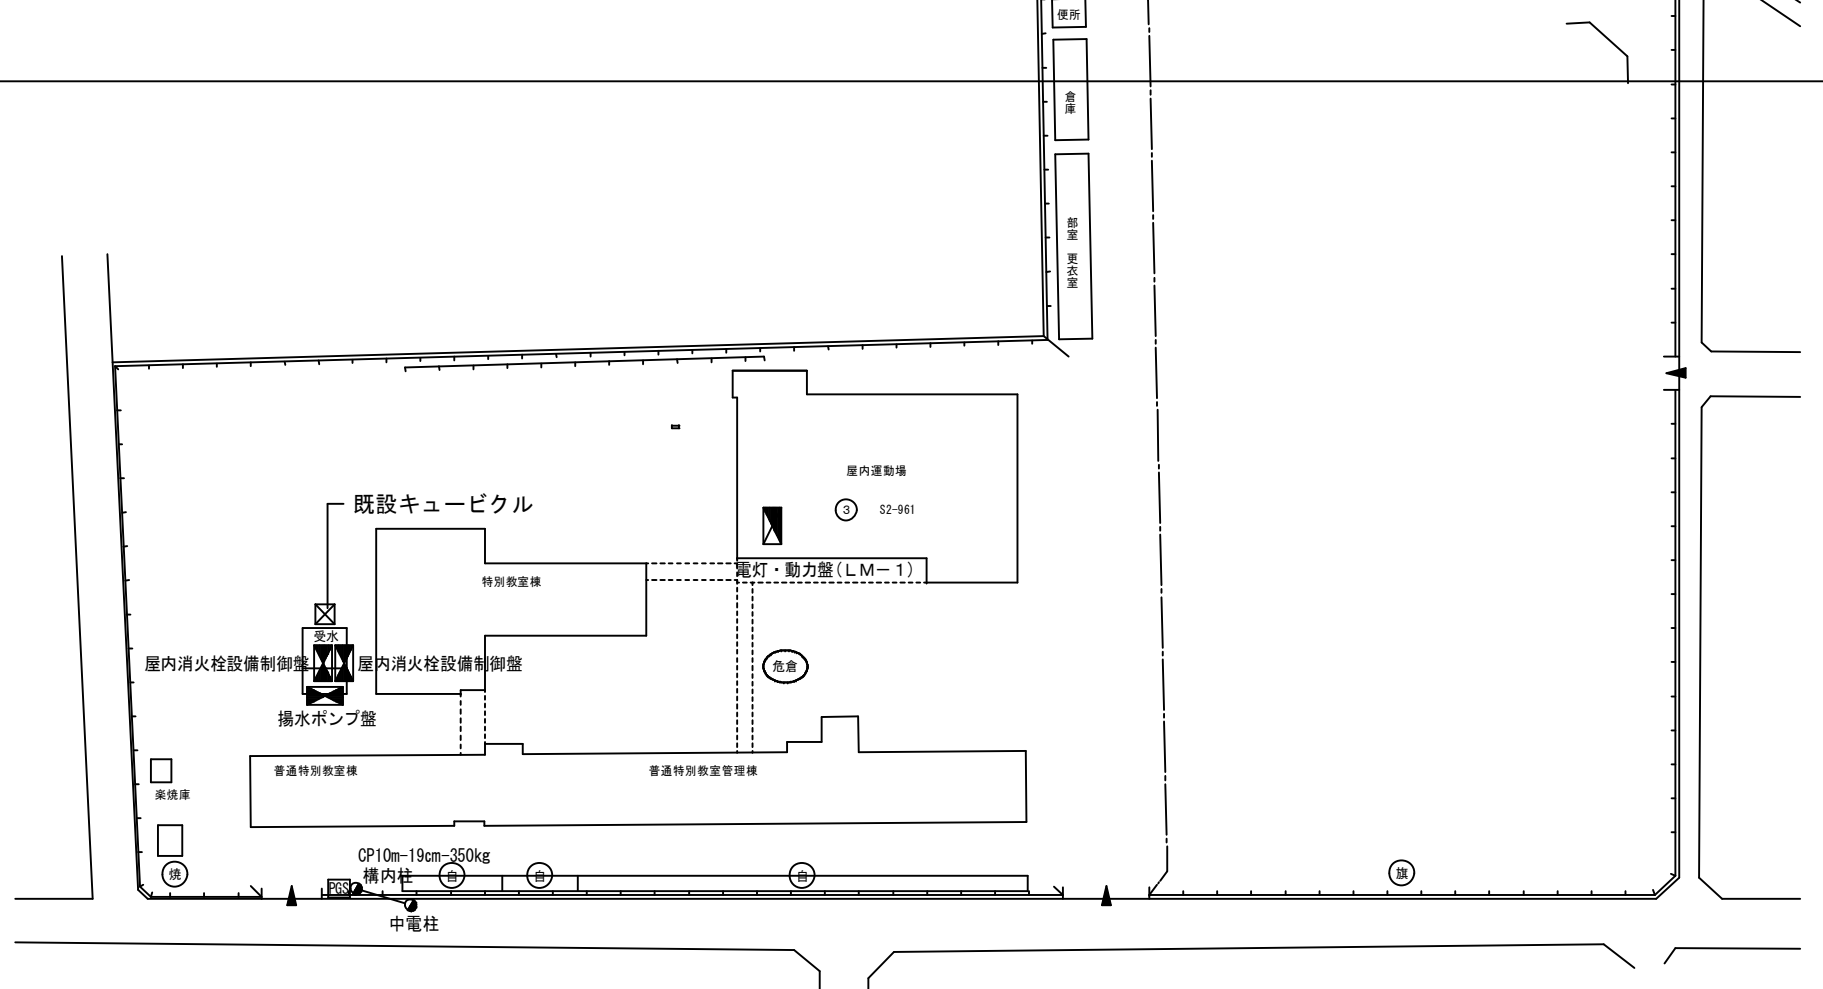 便所
倉庫
部室 更衣室
屋内運動場
3 S2-961
既設キュービクル
電灯・動力盤(LM-1)
特別教室棟
受水
屋内消火栓設備制御盤
屋内消火栓設備制御盤
危倉
揚水ポンプ盤
普通特別教室棟
普通特別教室管理棟
楽焼庫
CP10m-19cm-350kg
構内柱
焼
PGS
自
自
自
旗
中電柱